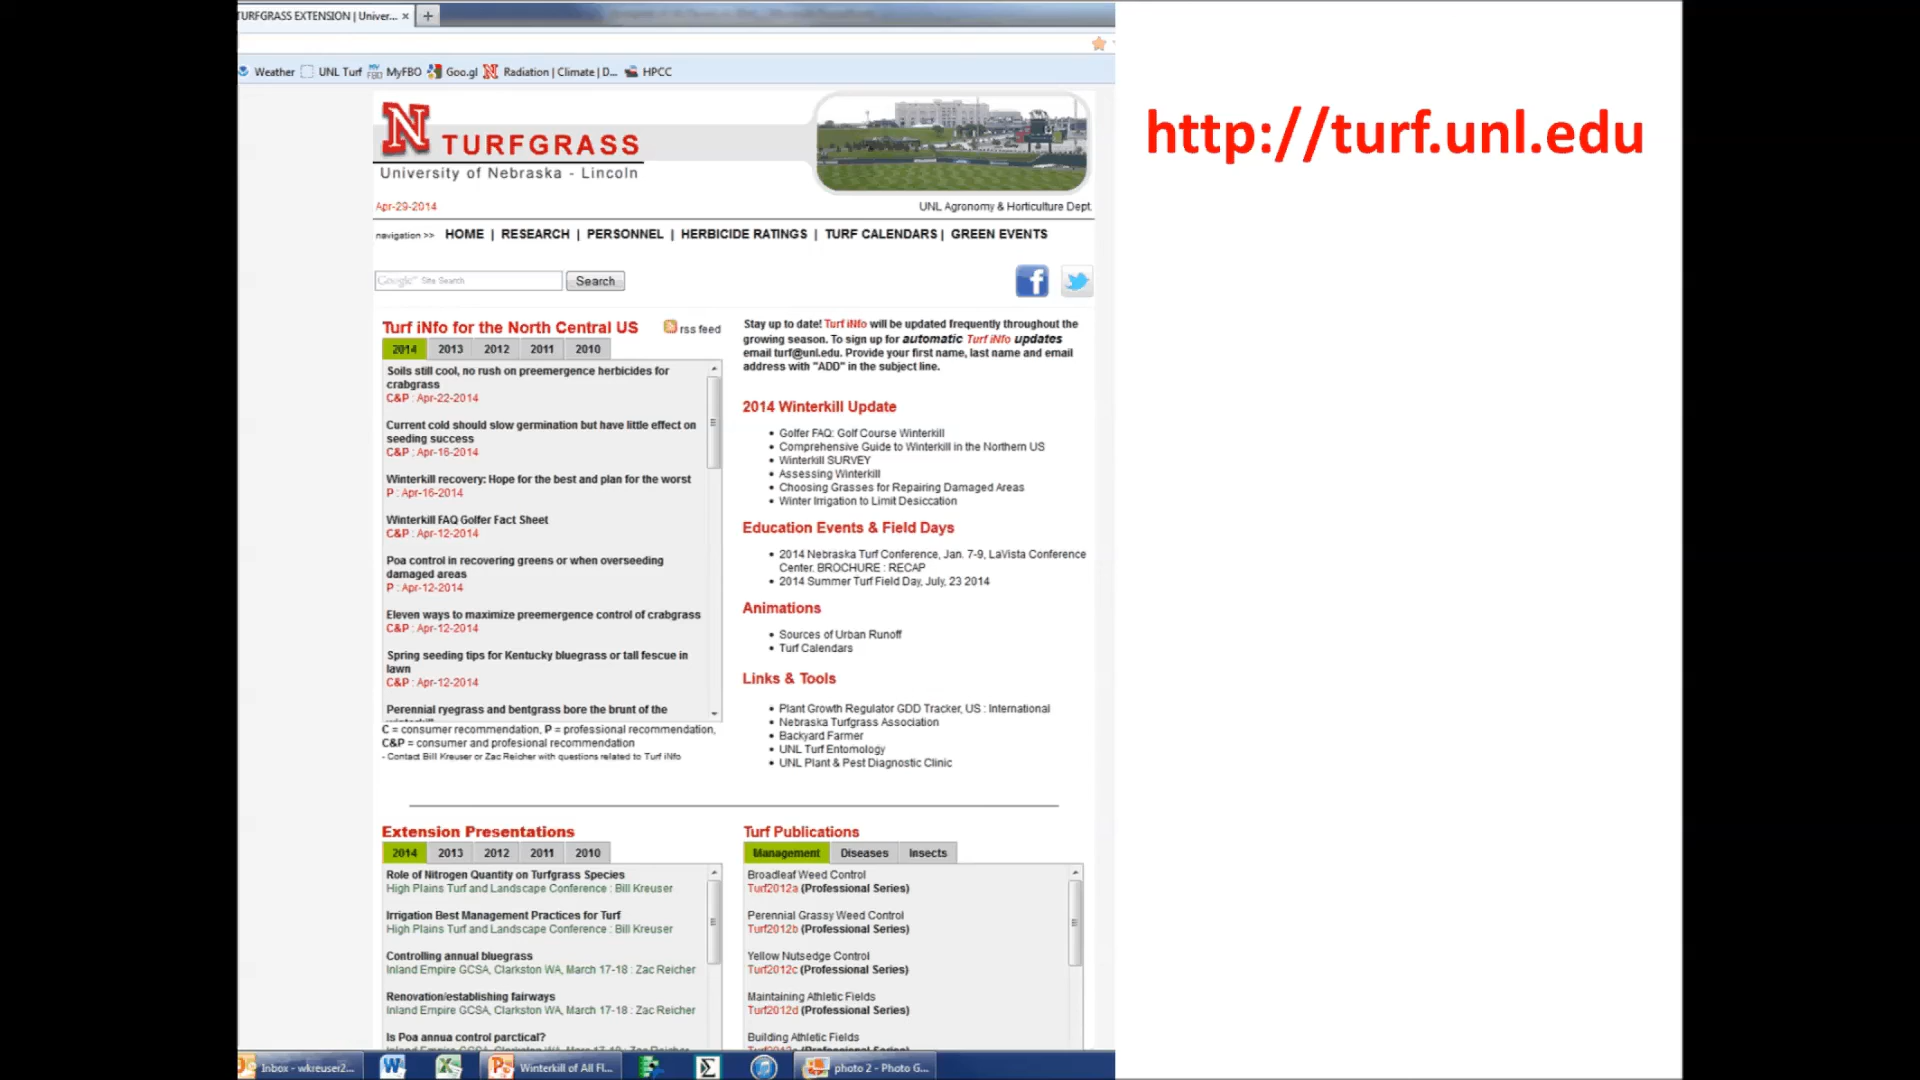 TURFGRASS EXTENSION | Univer... ×
Weather UNL Turf MyFBO Goo.gl Radiation | Climate | D... HPCC
http://turf.unl.edu
N TURFGRASS
University of Nebraska - Lincoln
Apr-29-2014
UNL Agronomy & Horticulture Dept.
navigation >> HOME | RESEARCH | PERSONNEL | HERBICIDE RATINGS | TURF CALENDARS | GREEN EVENTS
Google™ Site Search Search
Turf iNfo for the North Central US rss feed
2014 2013 2012 2011 2010
Soils still cool, no rush on preemergence herbicides for
crabgrass
C&P : Apr-22-2014
Current cold should slow germination but have little effect on
seeding success
C&P : Apr-16-2014
Winterkill recovery: Hope for the best and plan for the worst
P : Apr-16-2014
Winterkill FAQ Golfer Fact Sheet
C&P : Apr-12-2014
Poa control in recovering greens or when overseeding
damaged areas
P : Apr-12-2014
Eleven ways to maximize preemergence control of crabgrass
C&P : Apr-12-2014
Spring seeding tips for Kentucky bluegrass or tall fescue in
lawn
C&P : Apr-12-2014
Perennial ryegrass and bentgrass bore the brunt of the
C = consumer recommendation, P = professional recommendation,
C&P = consumer and profesional recommendation
- Contact Bill Kreuser or Zac Reicher with questions related to Turf iNfo
Stay up to date! Turf iNfo will be updated frequently throughout the
growing season. To sign up for automatic Turf iNfo updates
email turf@unl.edu. Provide your first name, last name and email
address with "ADD" in the subject line.
2014 Winterkill Update
• Golfer FAQ: Golf Course Winterkill
• Comprehensive Guide to Winterkill in the Northern US
• Winterkill SURVEY
• Assessing Winterkill
• Choosing Grasses for Repairing Damaged Areas
• Winter Irrigation to Limit Desiccation
Education Events & Field Days
• 2014 Nebraska Turf Conference, Jan. 7-9, LaVista Conference
Center. BROCHURE : RECAP
• 2014 Summer Turf Field Day, July, 23 2014
Animations
• Sources of Urban Runoff
• Turf Calendars
Links & Tools
• Plant Growth Regulator GDD Tracker, US : International
• Nebraska Turfgrass Association
• Backyard Farmer
• UNL Turf Entomology
• UNL Plant & Pest Diagnostic Clinic
Extension Presentations
2014 2013 2012 2011 2010
Role of Nitrogen Quantity on Turfgrass Species
High Plains Turf and Landscape Conference : Bill Kreuser
Irrigation Best Management Practices for Turf
High Plains Turf and Landscape Conference : Bill Kreuser
Controlling annual bluegrass
Inland Empire GCSA, Clarkston WA, March 17-18 : Zac Reicher
Renovation/establishing fairways
Inland Empire GCSA, Clarkston WA, March 17-18 : Zac Reicher
Is Poa annua control parctical?
Turf Publications
Management Diseases Insects
Broadleaf Weed Control
Turf2012a (Professional Series)
Perennial Grassy Weed Control
Turf2012b (Professional Series)
Yellow Nutsedge Control
Turf2012c (Professional Series)
Maintaining Athletic Fields
Turf2012d (Professional Series)
Building Athletic Fields
Inbox - wkreuser2... Winterkill of All Fl... photo 2 - Photo G...